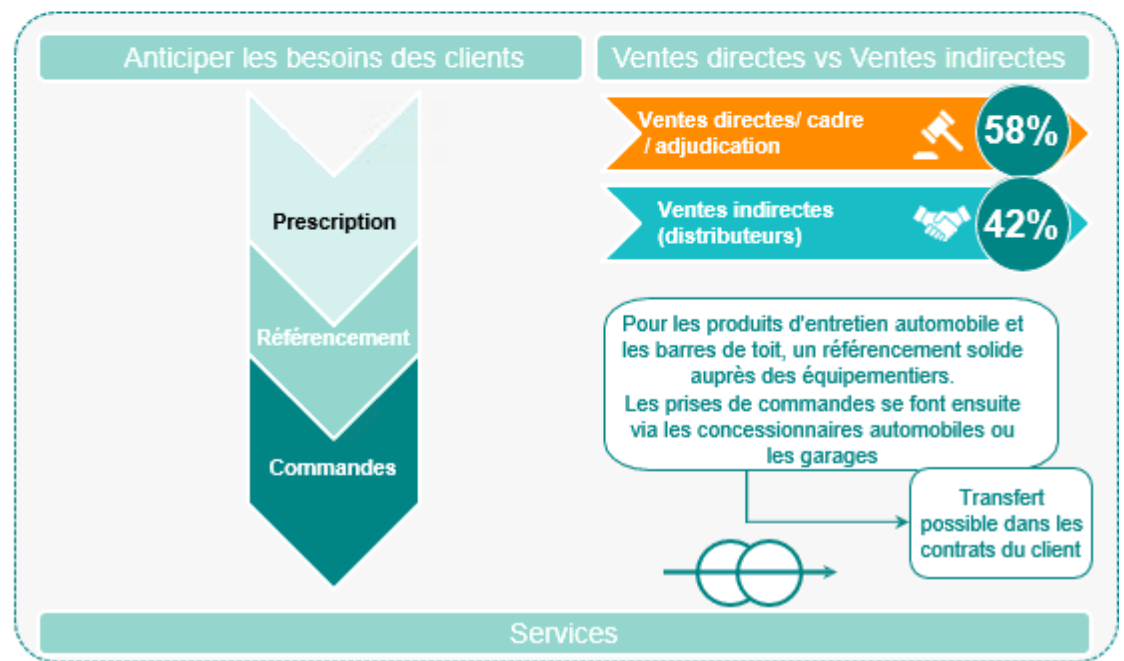 Anticiper les besoins des clients
Prescription
Référencement
Commandes
Ventes directes vs Ventes indirectes
Ventes directes/ cadre
/ adjudication
58%
Ventes indirectes
(distributeurs)
42%
Pour les produits d'entretien automobile et
les barres de toit, un référencement solide
auprès des équipementiers.
Les prises de commandes se font ensuite
via les concessionnaires automobiles ou
les garages
Transfert
possible dans les
contrats du client
Services